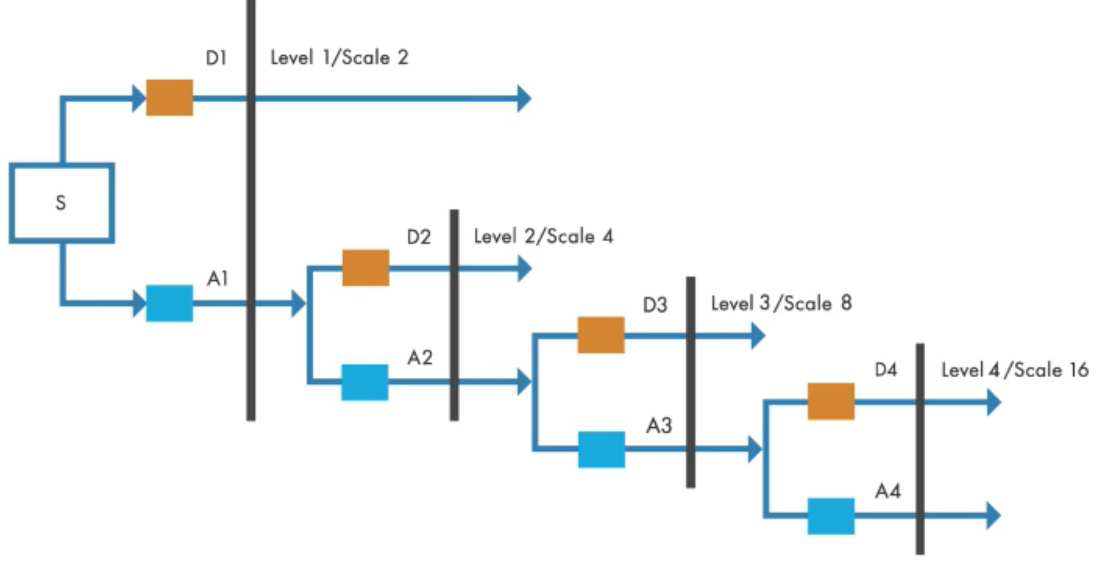 D1
Level 1/Scale 2
S
D2
Level 2/Scale 4
A1
D3
Level 3/Scale 8
A2
D4
Level 4/Scale 16
A3
A4